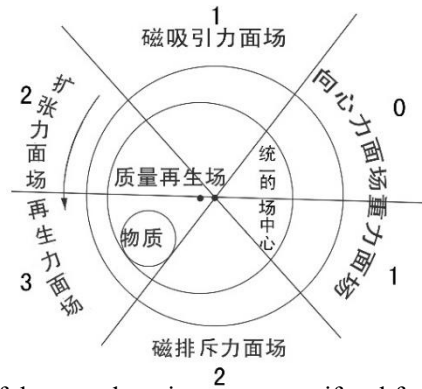 1
磁吸引力面场
2
扩张力面场
向心力面场
0
质量再生场
统一的场中心
物质
再生力面场
3
重力面场
1
磁排斥力面场
2